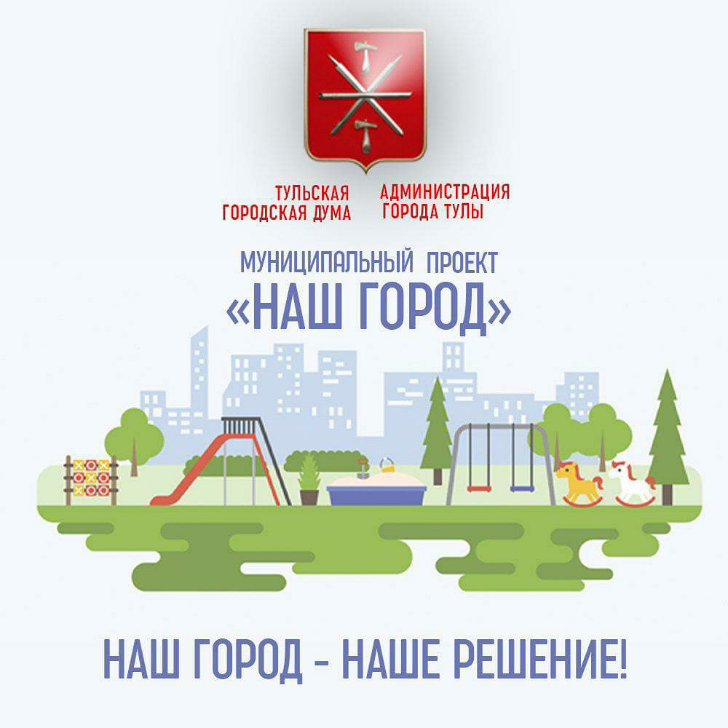 ТУЛЬСКАЯ
ГОРОДСКАЯ ДУМА
АДМИНИСТРАЦИЯ
ГОРОДА ТУЛЫ
МУНИЦИПАЛЬНЫЙ ПРОЕКТ
«НАШ ГОРОД»
НАШ ГОРОД - НАШЕ РЕШЕНИЕ!